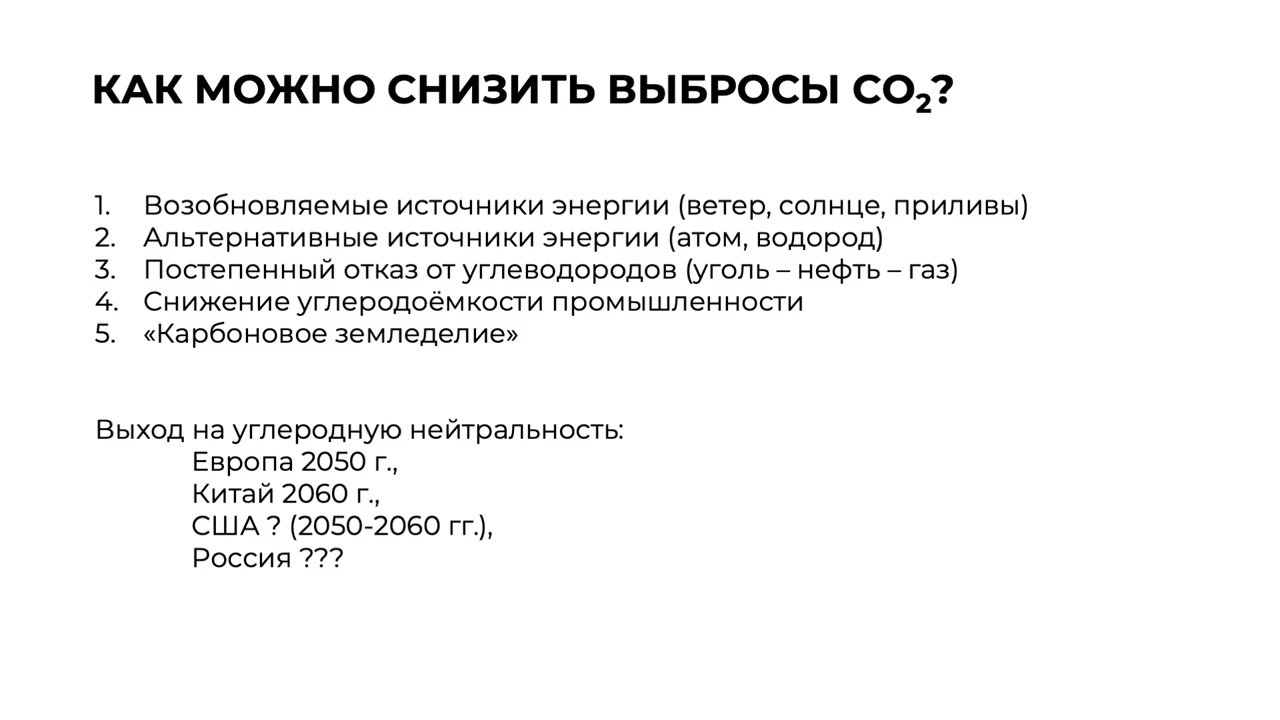 КАК МОЖНО СНИЗИТЬ ВЫБРОСЫ CO₂?
1. Возобновляемые источники энергии (ветер, солнце, приливы)
2. Альтернативные источники энергии (атом, водород)
3. Постепенный отказ от углеводородов (уголь – нефть – газ)
4. Снижение углеродоёмкости промышленности
5. «Карбоновое земледелие»
Выход на углеродную нейтральность:
Европа 2050 г.,
Китай 2060 г.,
США ? (2050-2060 гг.),
Россия ???